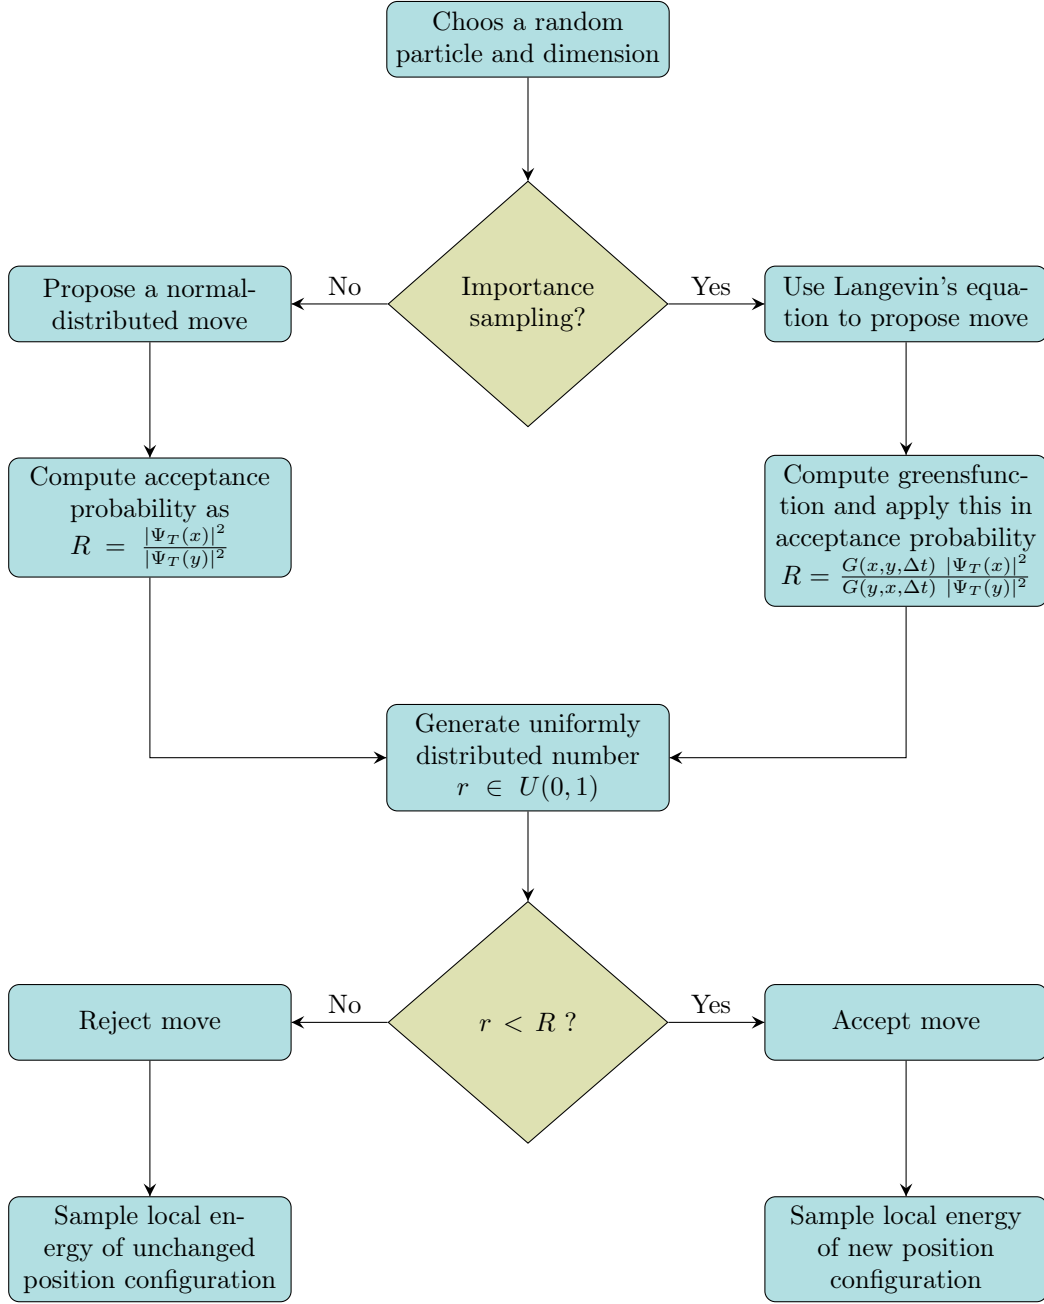 Choos a random
particle and dimension
Importance
sampling?
No
Yes
Propose a normal-
distributed move
Use Langevin's equa-
tion to propose move
Compute acceptance
probability as
R = |Ψ_T(x)|²/|Ψ_T(y)|²
Compute greensfunc-
tion and apply this in
acceptance probability
R = G(x,y,Δt) |Ψ_T(x)|²/G(y,x,Δt) |Ψ_T(y)|²
Generate uniformly
distributed number
r ∈ U(0, 1)
r < R ?
No
Yes
Reject move
Accept move
Sample local en-
ergy of unchanged
position configuration
Sample local energy
of new position
configuration